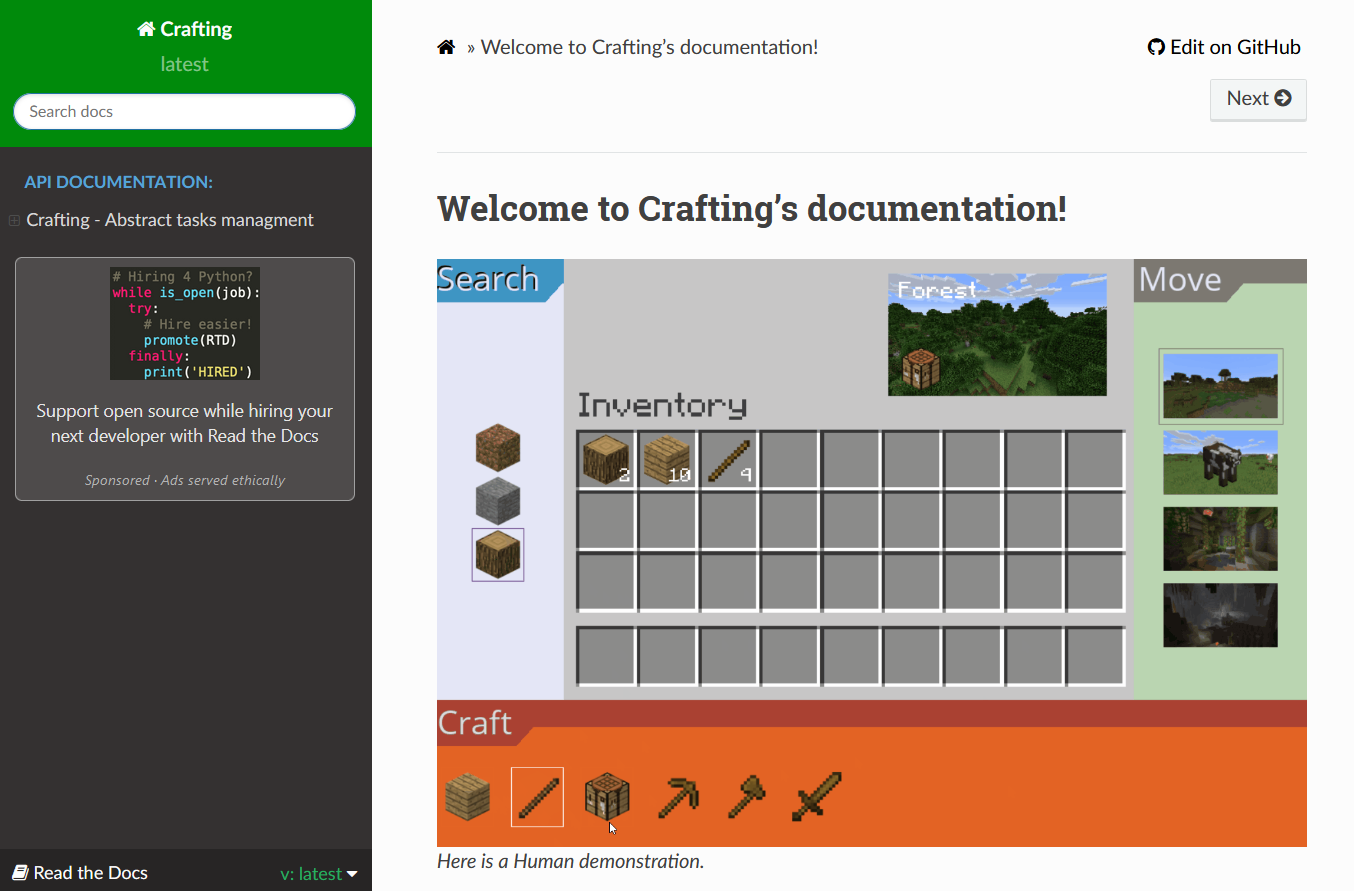 Crafting
latest
Search docs
API DOCUMENTATION:
Crafting - Abstract tasks managment
# Hiring 4 Python?
while is_open(job):
try:
# Hire easier!
promote(RTD)
finally:
print('HIRED')
Support open source while hiring your
next developer with Read the Docs
Sponsored · Ads served ethically
Read the Docs
v: latest
» Welcome to Crafting’s documentation!
Edit on GitHub
Next
Welcome to Crafting’s documentation!
Search
Forest
Move
Inventory
2 10 9
Craft
Here is a Human demonstration.